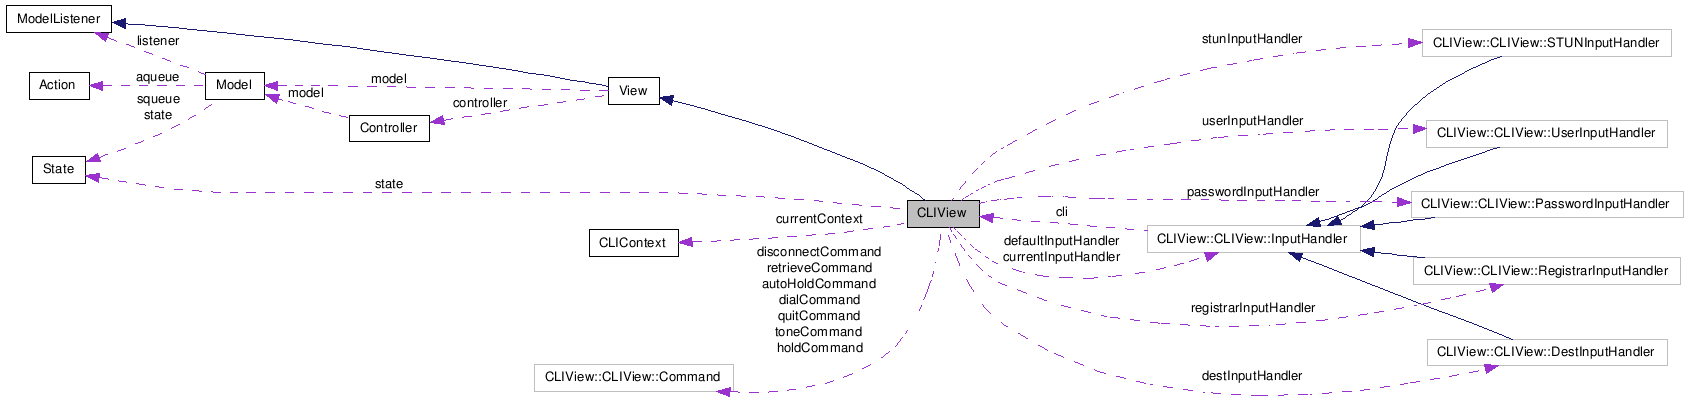 ModelListener
listener
Action
aqueue
squeue
state
Model
model
model
Controller
controller
View
State
state
CLIView
currentContext
CLIContext
disconnectCommand
retrieveCommand
autoHoldCommand
dialCommand
quitCommand
toneCommand
holdCommand
CLIView::CLIView::Command
stunInputHandler
CLIView::CLIView::STUNInputHandler
userInputHandler
CLIView::CLIView::UserInputHandler
passwordInputHandler
CLIView::CLIView::PasswordInputHandler
cli
CLIView::CLIView::InputHandler
defaultInputHandler
currentInputHandler
CLIView::CLIView::RegistrarInputHandler
registrarInputHandler
CLIView::CLIView::DestInputHandler
destInputHandler